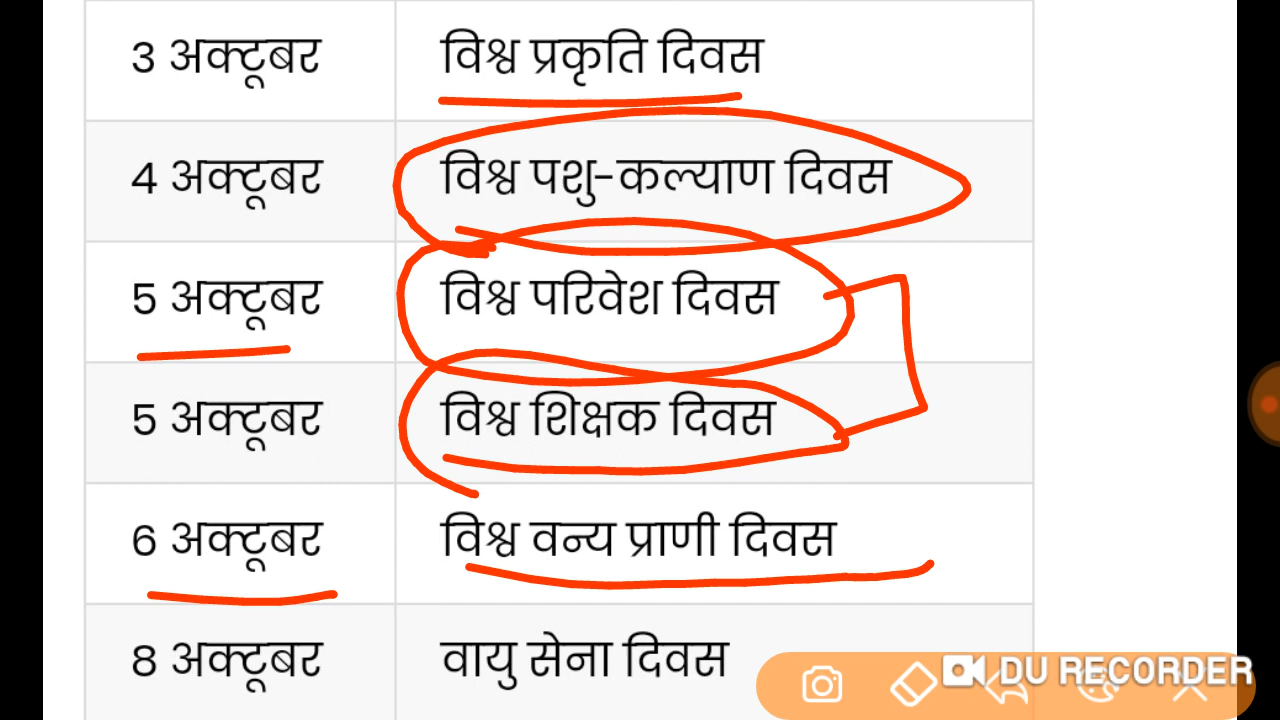 3 अक्टूबर विश्व प्रकृति दिवस
4 अक्टूबर विश्व पशु-कल्याण दिवस
5 अक्टूबर विश्व परिवेश दिवस
5 अक्टूबर विश्व शिक्षक दिवस
6 अक्टूबर विश्व वन्य प्राणी दिवस
8 अक्टूबर वायु सेना दिवस
DU RECORDER